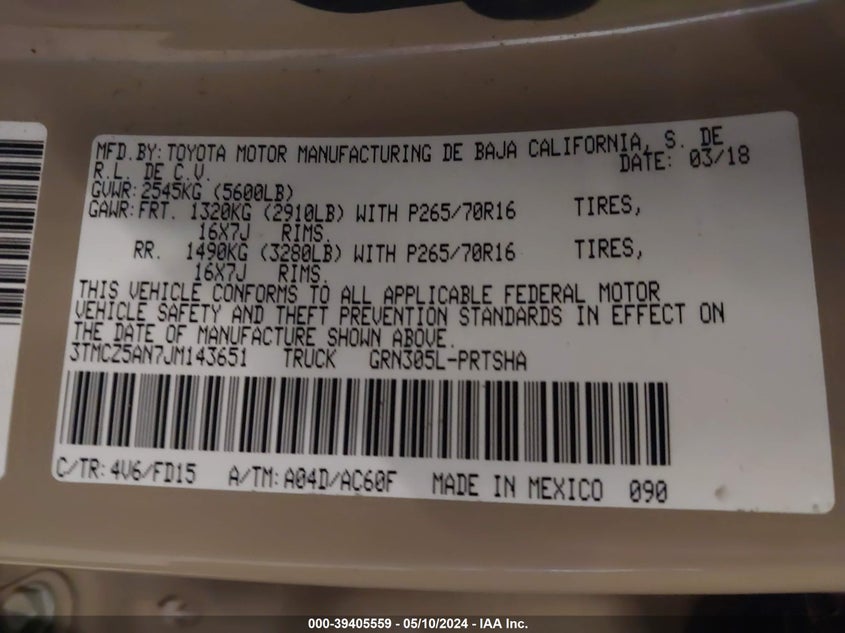 MFD.BY: TOYOTA MOTOR MANUFACTURING DE BAJA CALIFORNIA, S. DE
R.L. DE C.V. DATE: 03/18
GVWR: 2545KG (5600LB)
GAWR: FRT. 1320KG (2910LB) WITH P265/70R16 TIRES,
16X7J RIMS.
RR. 1490KG (3280LB) WITH P265/70R16 TIRES,
16X7J RIMS.
THIS VEHICLE CONFORMS TO ALL APPLICABLE FEDERAL MOTOR
VEHICLE SAFETY AND THEFT PREVENTION STANDARDS IN EFFECT ON
THE DATE OF MANUFACTURE SHOWN ABOVE.
3TMCZ5AN7JM143651 TRUCK GRN305L-PRTSHA
C/TR: 4V6/FD15 A/TM: A04D/AC60F MADE IN MEXICO 090
000-39405559 - 05/10/2024 - IAA Inc.